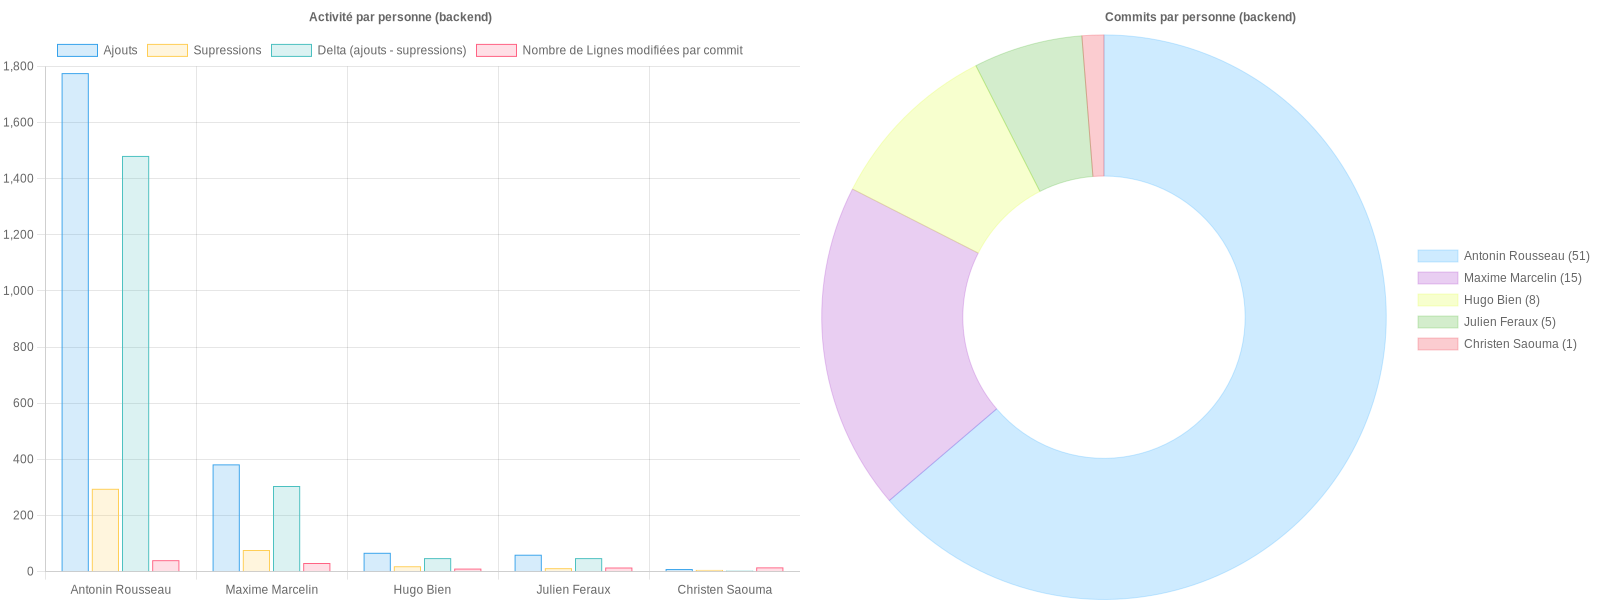 Activité par personne (backend)
Ajouts Supressions Delta (ajouts - supressions) Nombre de Lignes modifiées par commit
1,800
1,600
1,400
1,200
1,000
800
600
400
200
0
Antonin Rousseau Maxime Marcelin Hugo Bien Julien Feraux Christen Saouma
Commits par personne (backend)
Antonin Rousseau (51)
Maxime Marcelin (15)
Hugo Bien (8)
Julien Feraux (5)
Christen Saouma (1)